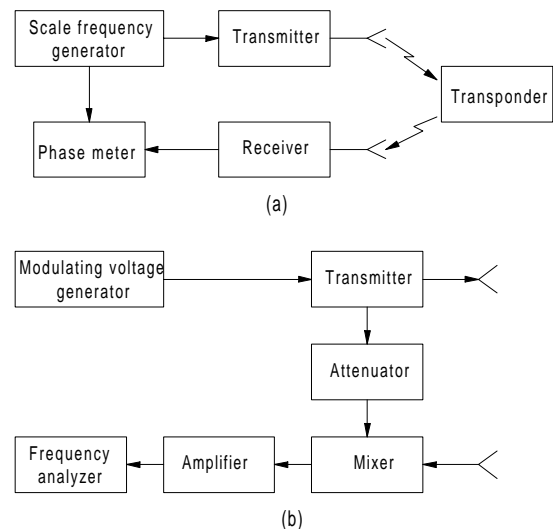 Scale frequency
generator
Transmitter
Transponder
Phase meter
Receiver
(a)
Modulating voltage
generator
Transmitter
Attenuator
Frequency
analyzer
Amplifier
Mixer
(b)